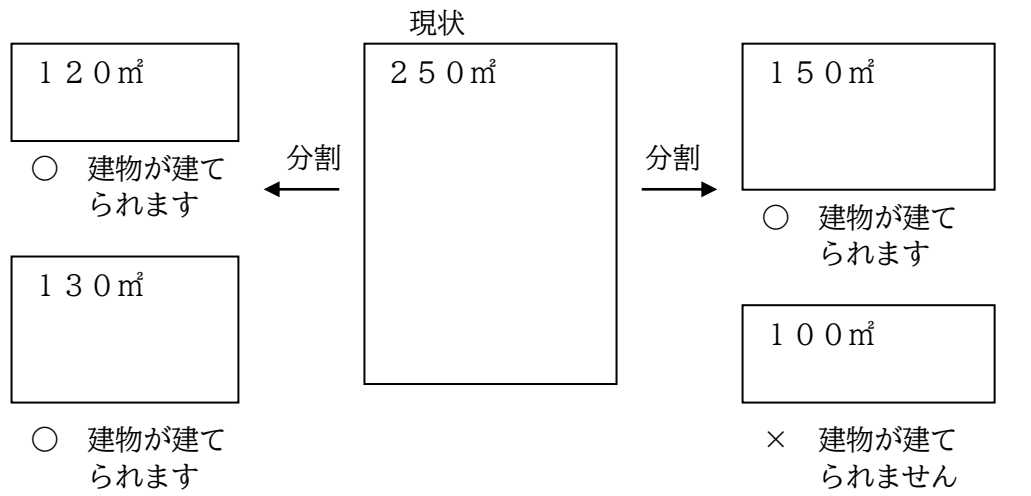 現状
１２０㎡
○　建物が建て
られます
１３０㎡
○　建物が建て
られます
分割
２５０㎡
分割
１５０㎡
○　建物が建て
られます
１００㎡
×　建物が建て
られません